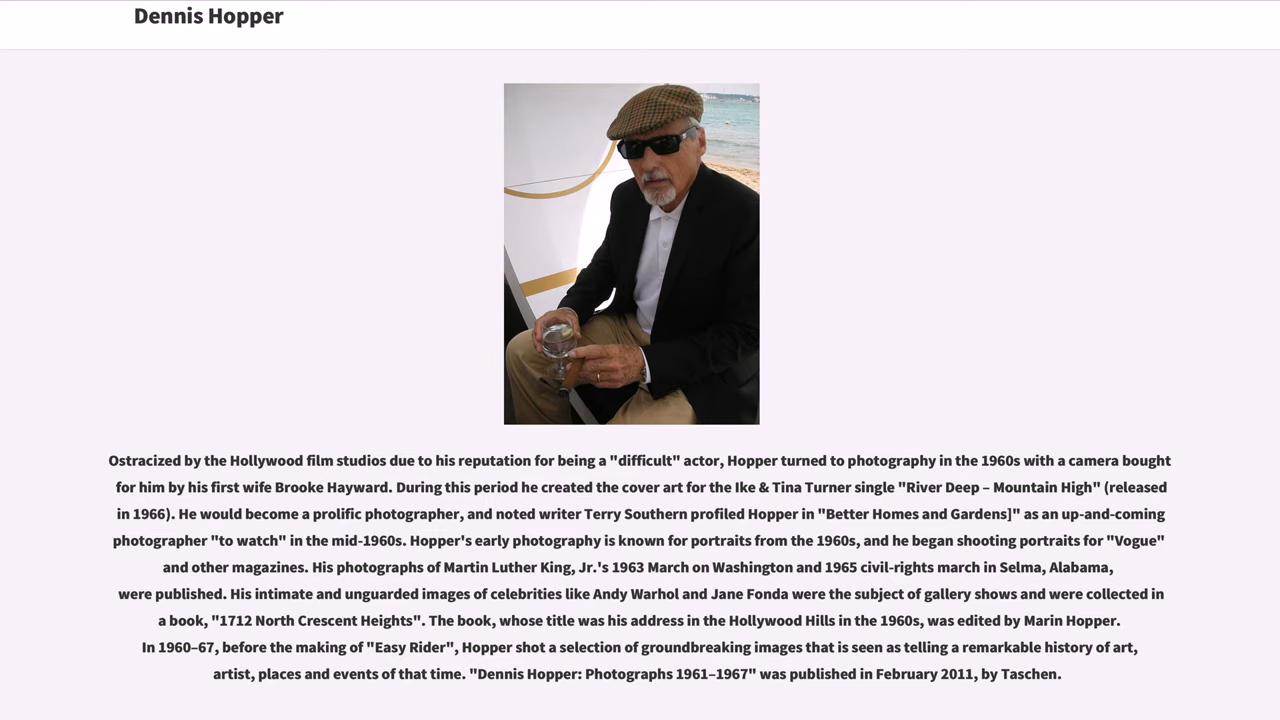 Dennis Hopper
Ostracized by the Hollywood film studios due to his reputation for being a "difficult" actor, Hopper turned to photography in the 1960s with a camera bought
for him by his first wife Brooke Hayward. During this period he created the cover art for the Ike & Tina Turner single "River Deep – Mountain High" (released
in 1966). He would become a prolific photographer, and noted writer Terry Southern profiled Hopper in "Better Homes and Gardens]" as an up-and-coming
photographer "to watch" in the mid-1960s. Hopper's early photography is known for portraits from the 1960s, and he began shooting portraits for "Vogue"
and other magazines. His photographs of Martin Luther King, Jr.'s 1963 March on Washington and 1965 civil-rights march in Selma, Alabama,
were published. His intimate and unguarded images of celebrities like Andy Warhol and Jane Fonda were the subject of gallery shows and were collected in
a book, "1712 North Crescent Heights". The book, whose title was his address in the Hollywood Hills in the 1960s, was edited by Marin Hopper.
In 1960–67, before the making of "Easy Rider", Hopper shot a selection of groundbreaking images that is seen as telling a remarkable history of art,
artist, places and events of that time. "Dennis Hopper: Photographs 1961–1967" was published in February 2011, by Taschen.